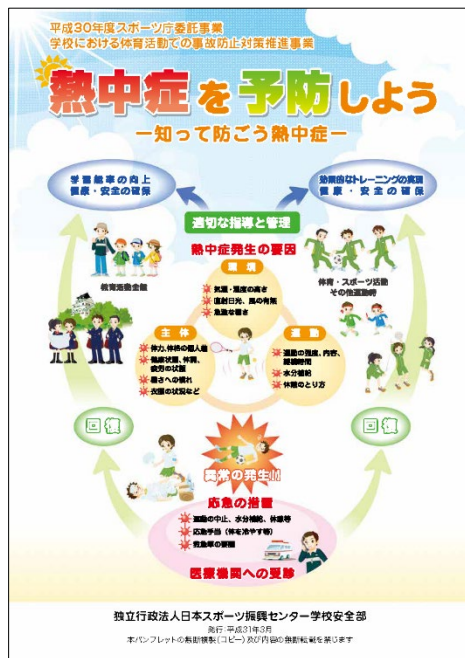 平成30年度スポーツ庁委託事業
学校における体育活動での事故防止対策推進事業
熱中症を予防しよう
ー知って防ごう熱中症ー
学習能率の向上
健康・安全の確保
効果的なトレーニングの実現
健康・安全の確保
適切な指導と管理
熱中症発生の要因
環境
気温・湿度の高さ
直射日光、風の有無
急激な暑さ
教育活動全般
体育・スポーツ活動
その他運動時
主体
体力、体格の個人差
健康状態、体調、
疲労の状態
暑さへの慣れ
衣服の状況など
運動
運動の強度、内容、
継続時間
水分補給
休憩のとり方
回復
回復
異常の発生!!
応急の措置
運動の中止、水分補給、休憩等
応急手当（体を冷やす等）
救急車の要請
医療機関への受診
独立行政法人日本スポーツ振興センター学校安全部
発行：平成31年3月
本パンフレットの無断複製（コピー）及び内容の無断転載を禁じます